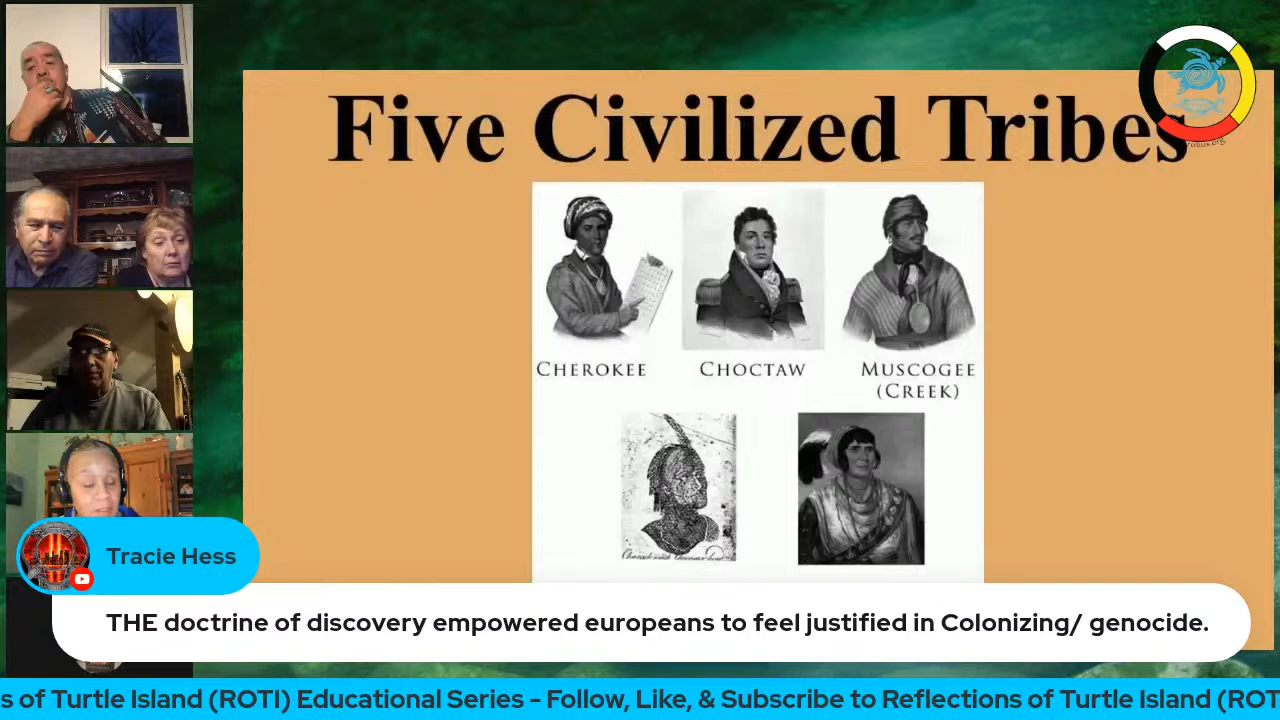 Five Civilized Tribes
CHEROKEE
CHOCTAW
MUSCOGEE
(CREEK)
Tracie Hess
THE doctrine of discovery empowered europeans to feel justified in Colonizing/ genocide.
s of Turtle Island (ROTI) Educational Series - Follow, Like, & Subscribe to Reflections of Turtle Island (ROT